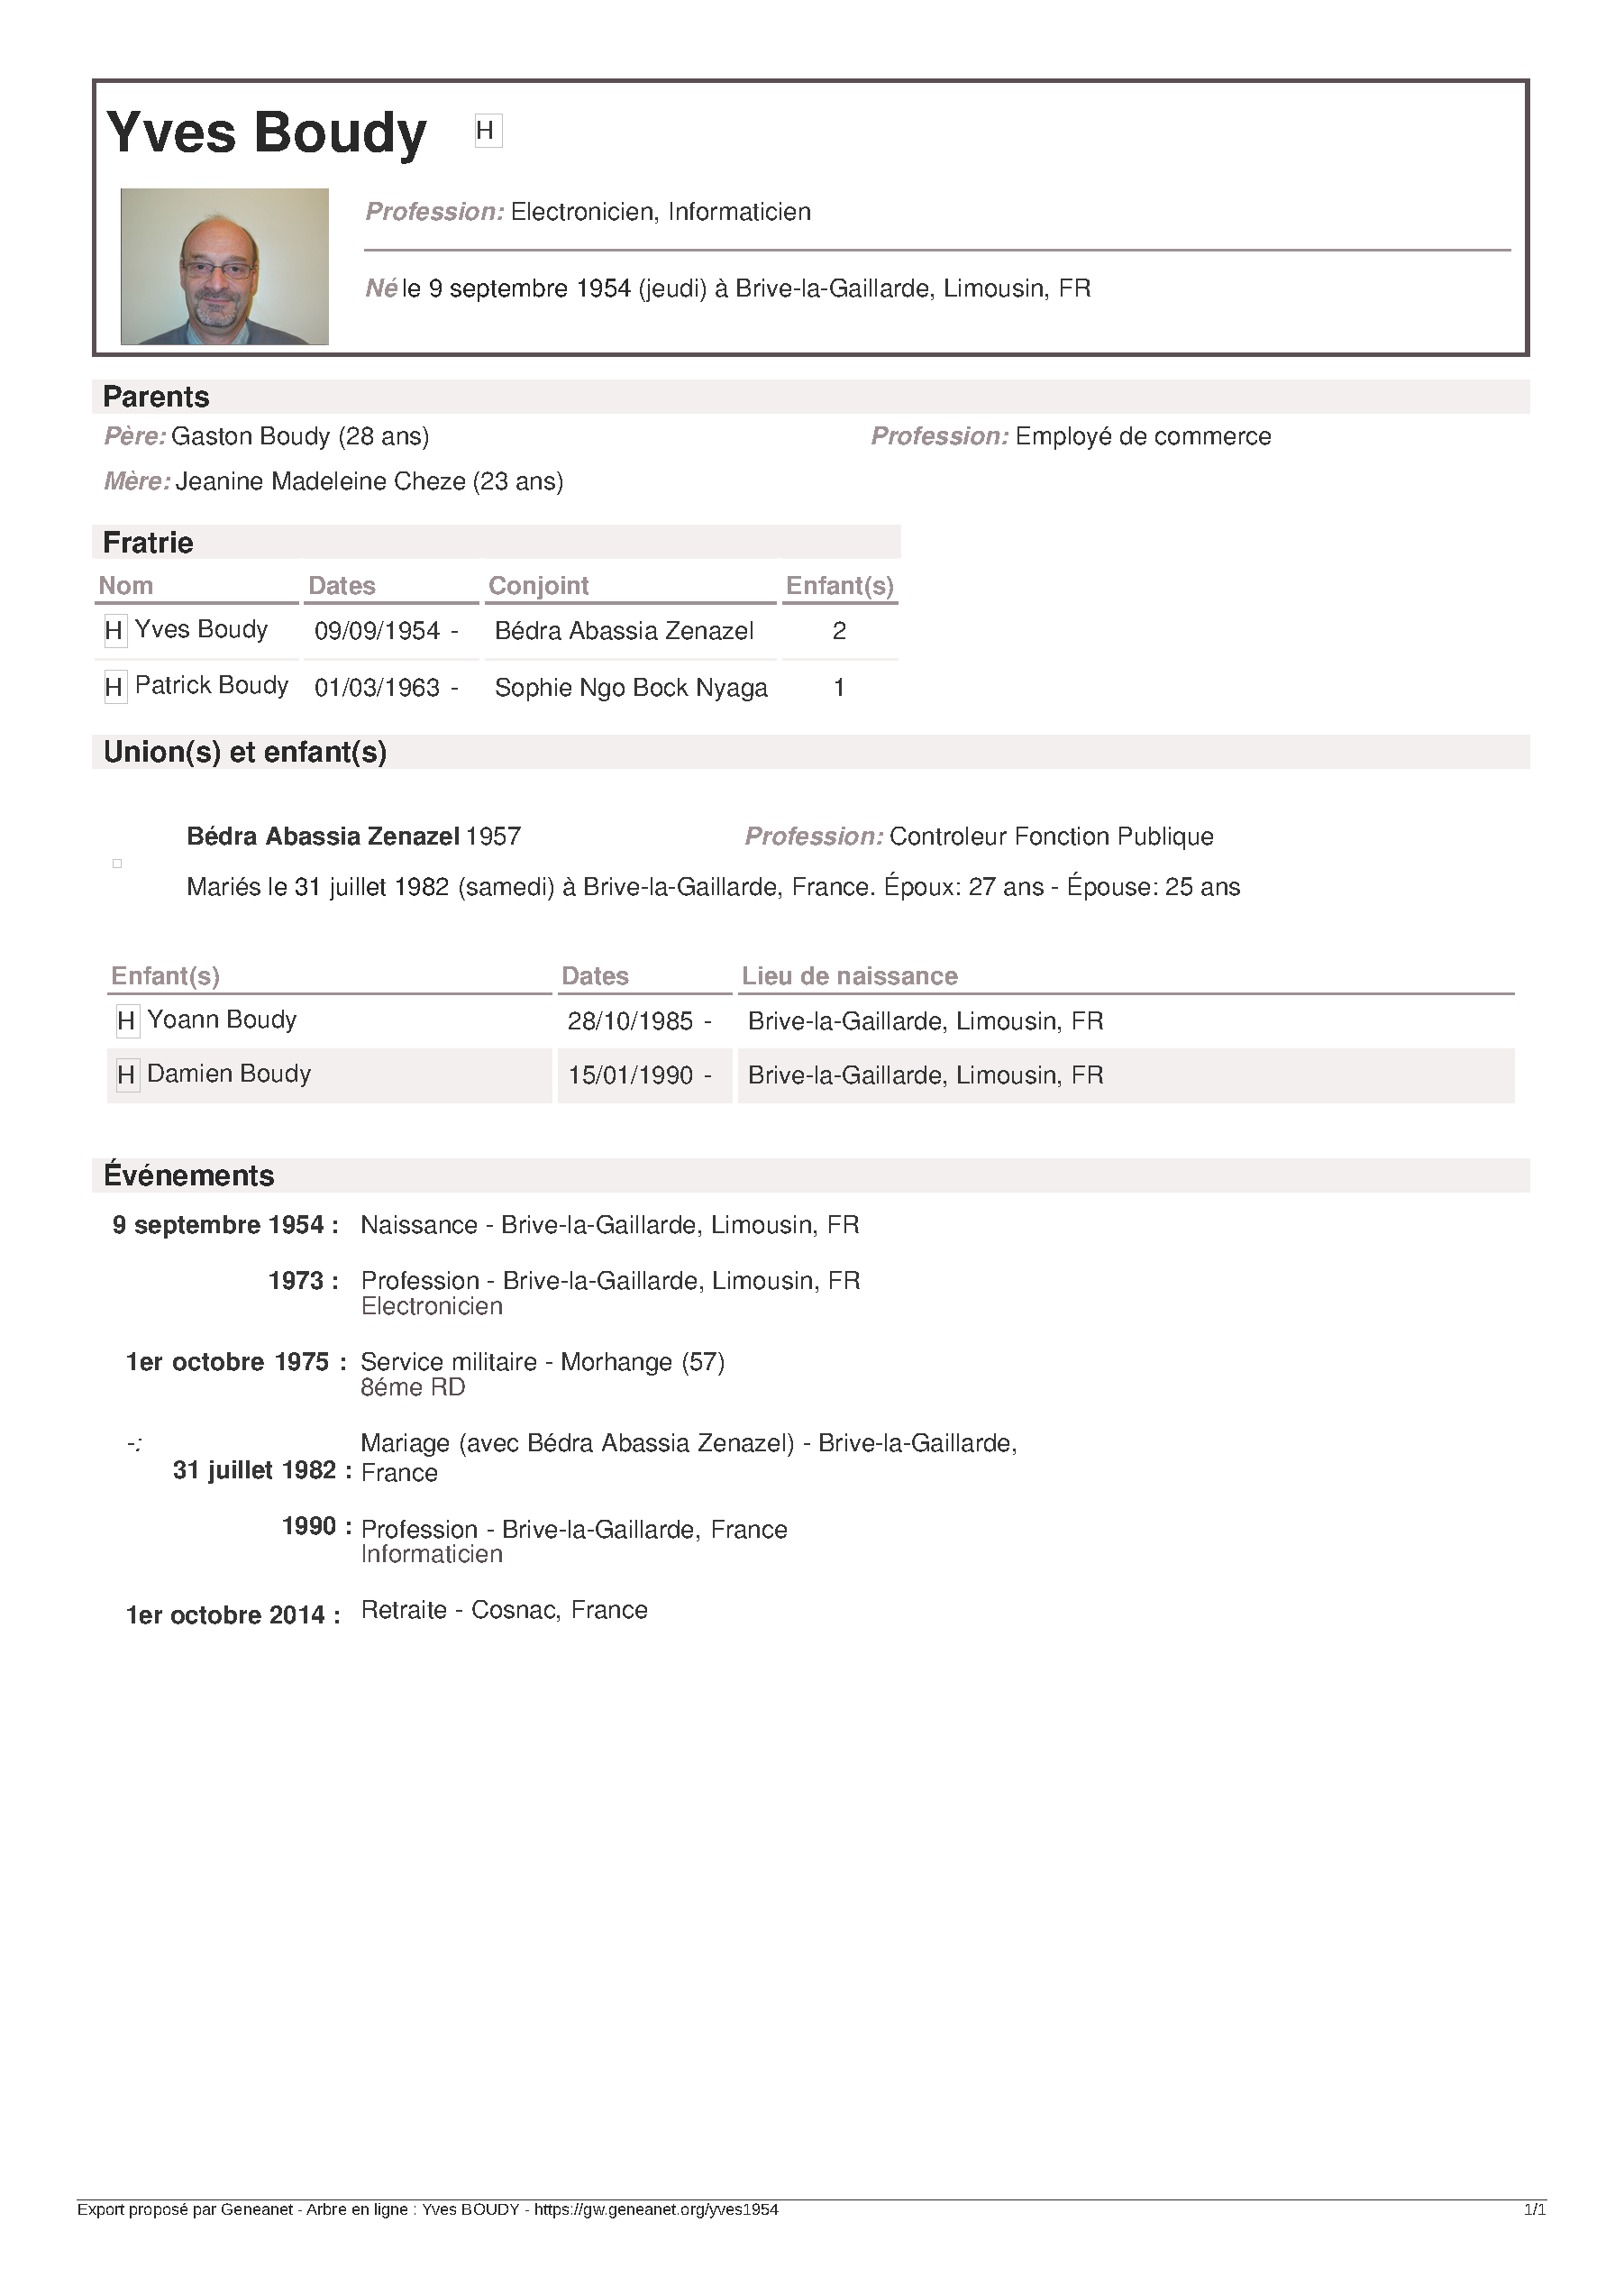 Yves Boudy H
Profession: Electronicien, Informaticien
Né le 9 septembre 1954 (jeudi) à Brive-la-Gaillarde, Limousin, FR
Parents
Père: Gaston Boudy (28 ans) Profession: Employé de commerce
Mère: Jeanine Madeleine Cheze (23 ans)
Fratrie
Nom Dates Conjoint Enfant(s)
H Yves Boudy 09/09/1954 - Bédra Abassia Zenazel 2
H Patrick Boudy 01/03/1963 - Sophie Ngo Bock Nyaga 1
Union(s) et enfant(s)
Bédra Abassia Zenazel 1957 Profession: Controleur Fonction Publique
Mariés le 31 juillet 1982 (samedi) à Brive-la-Gaillarde, France. Époux: 27 ans - Épouse: 25 ans
Enfant(s) Dates Lieu de naissance
H Yoann Boudy 28/10/1985 - Brive-la-Gaillarde, Limousin, FR
H Damien Boudy 15/01/1990 - Brive-la-Gaillarde, Limousin, FR
Événements
9 septembre 1954 : Naissance - Brive-la-Gaillarde, Limousin, FR
1973 : Profession - Brive-la-Gaillarde, Limousin, FR
Electronicien
1er octobre 1975 : Service militaire - Morhange (57)
8éme RD
-: Mariage (avec Bédra Abassia Zenazel) - Brive-la-Gaillarde,
31 juillet 1982 : France
1990 : Profession - Brive-la-Gaillarde, France
Informaticien
1er octobre 2014 : Retraite - Cosnac, France
Export proposé par Geneanet - Arbre en ligne : Yves BOUDY - https://gw.geneanet.org/yves1954 1/1